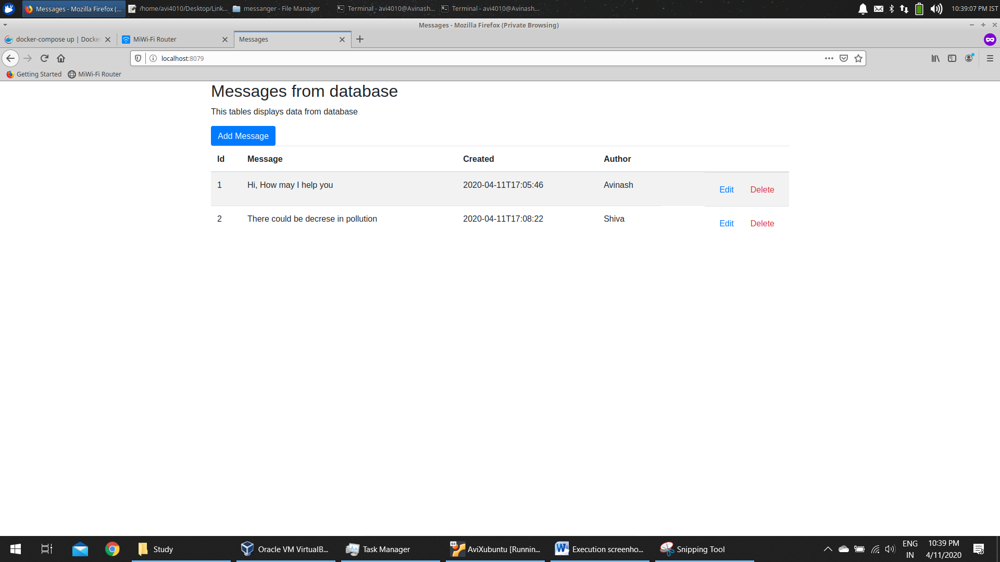 Messages - Mozilla Firefox (... /home/avi4010/Desktop/Link... messanger - File Manager Terminal - avi4010@Avinash... Terminal - avi4010@Avinash... 10:39:07 PM IST
Messages - Mozilla Firefox (Private Browsing)
docker-compose up | Docker MiWi-Fi Router Messages
localhost:8079
Getting Started MiWi-Fi Router
Messages from database
This tables displays data from database
Add Message
Id Message Created Author
1 Hi, How may I help you 2020-04-11T17:05:46 Avinash Edit Delete
2 There could be decrese in pollution 2020-04-11T17:08:22 Shiva Edit Delete
Study Oracle VM VirtualB... Task Manager 64 AviXubuntu [Runnin... Execution screensho... Snipping Tool ENG 10:39 PM
IN 4/11/2020